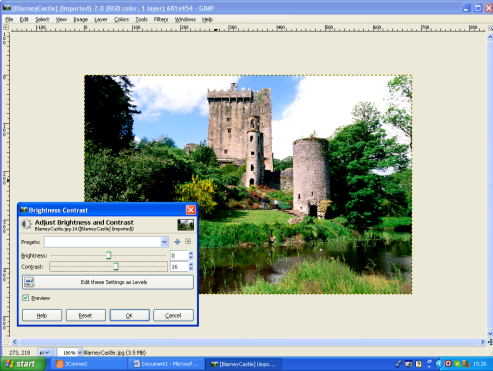 [BlarneyCastle] (imported)-7.0 (RGB color, 1 layer) 681x454 - GIMP
File Edit Select View Image Layer Colors Tools Filters Windows Help
Brightness-Contrast
Adjust Brightness and Contrast
BlarneyCastle.jpg-14 ([BlarneyCastle] (imported))
Presets:
Brightness: 0
Contrast: 16
Edit these Settings as Levels
Preview
Help Reset OK Cancel
273, 218 px 100% BlarneyCastle.jpg (3.5 MB)
start SConnect Document1 - Microsof... [BlarneyCastle] (impo... 15:26